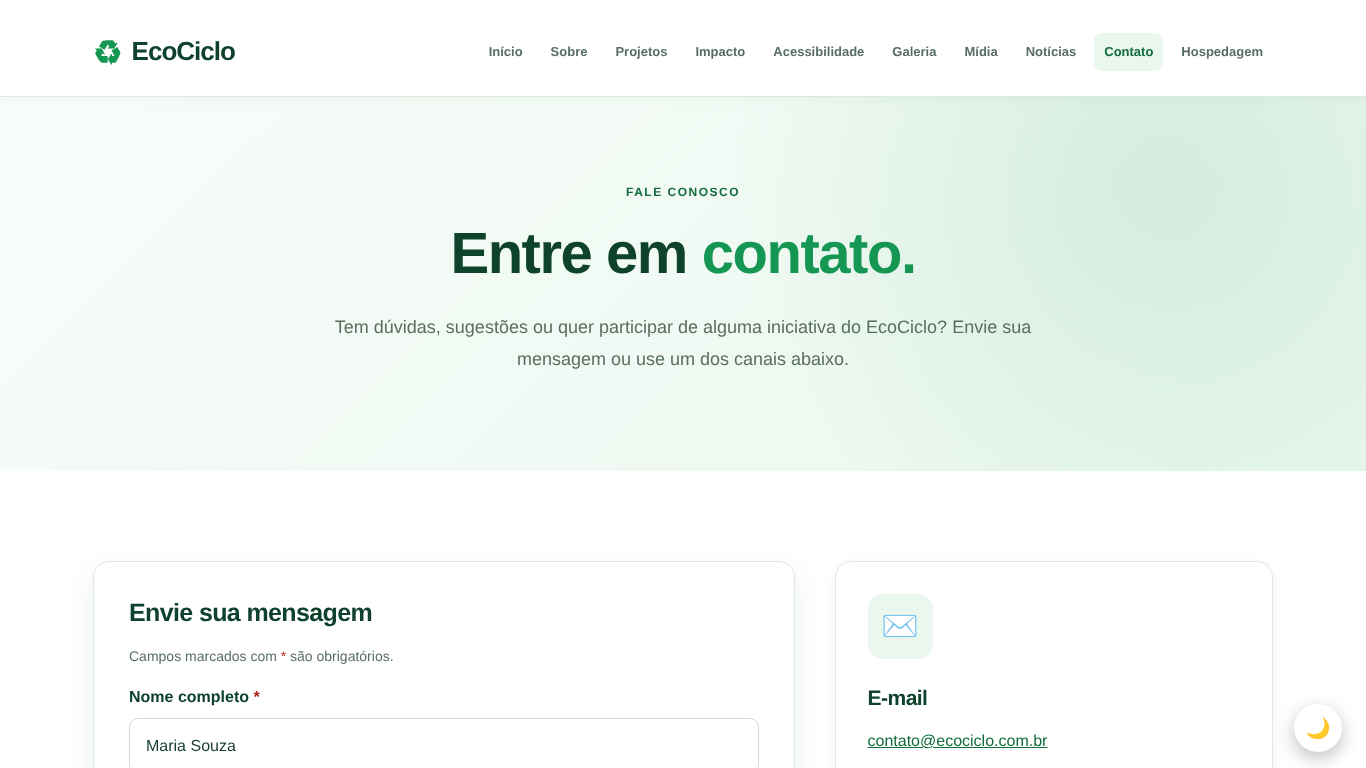 EcoCiclo
Início Sobre Projetos Impacto Acessibilidade Galeria Mídia Notícias Contato Hospedagem
FALE CONOSCO
Entre em contato.
Tem dúvidas, sugestões ou quer participar de alguma iniciativa do EcoCiclo? Envie sua
mensagem ou use um dos canais abaixo.
Envie sua mensagem
Campos marcados com * são obrigatórios.
Nome completo *
Maria Souza
E-mail
contato@ecociclo.com.br